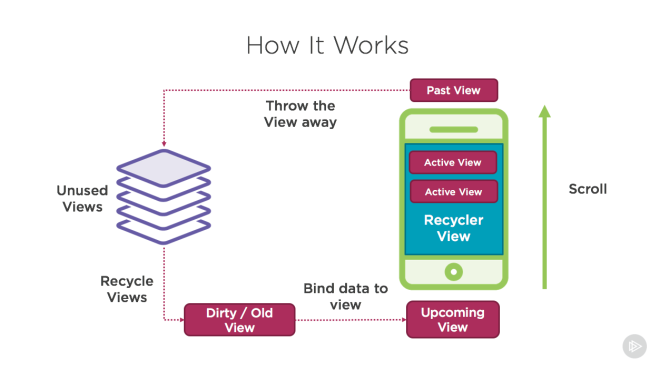 How It Works
Past View
Throw the
View away
Active View
Active View
Recycler
View
Scroll
Unused
Views
Recycle
Views
Dirty / Old
View
Bind data to
view
Upcoming
View